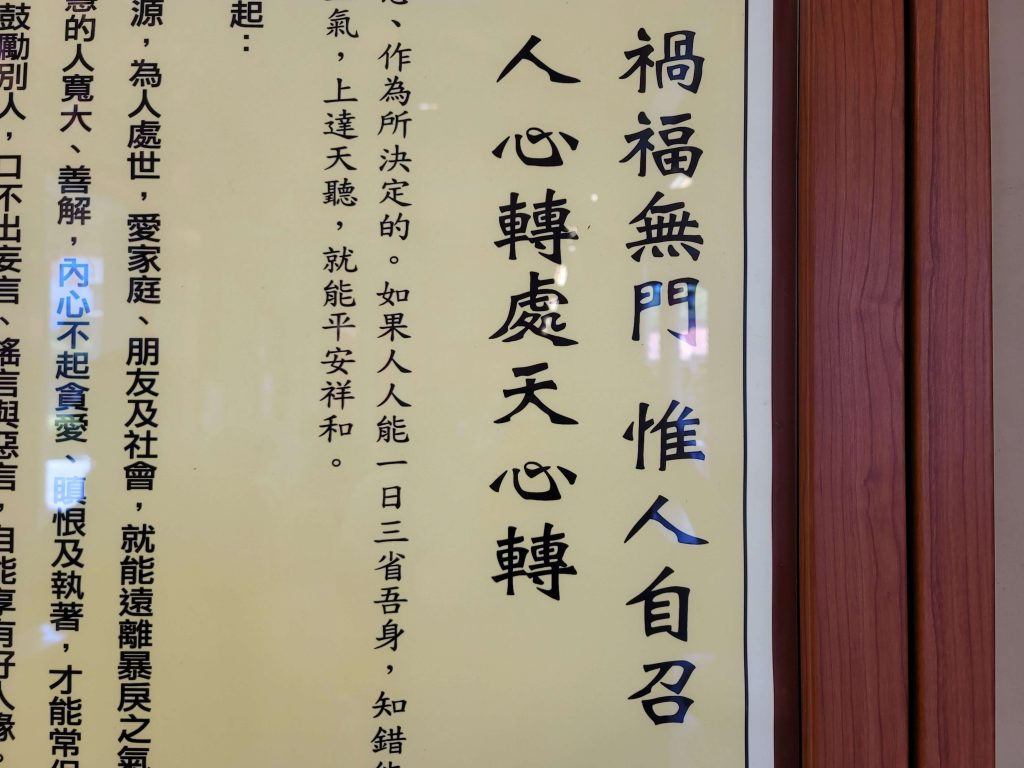 禍福無門 惟人自召
人心轉處天心轉
、作為所決定的。如果人人能一日三省吾身，知錯能
氣，上達天聽，就能平安祥和。
起：
源，為人處世，愛家庭、朋友及社會，就能遠離暴戾之氣
的人寬大、善解，內心不起貪愛、瞋恨及執著，才能常保
鼓勵別人，口不出妄言、謠言與惡言，自能享有好人緣。